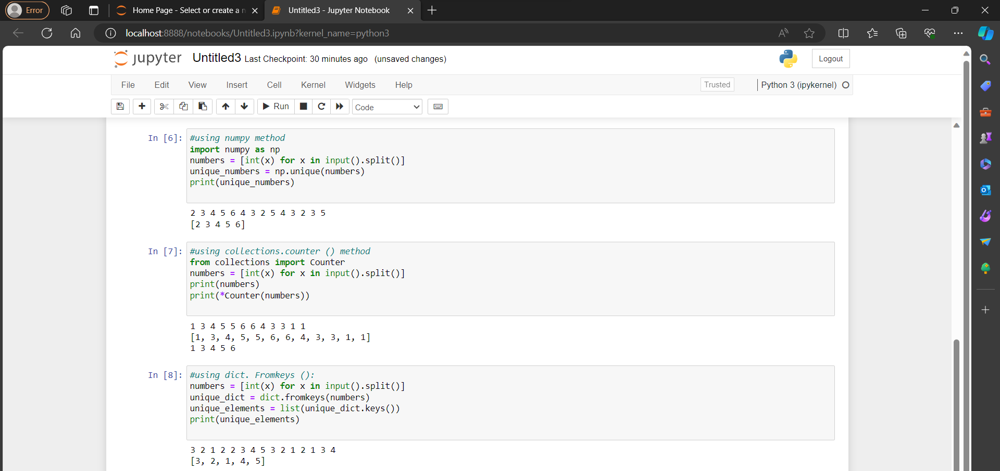 Error
Home Page - Select or create a n
Untitled3 - Jupyter Notebook
localhost:8888/notebooks/Untitled3.ipynb?kernel_name=python3
jupyter Untitled3 Last Checkpoint: 30 minutes ago (unsaved changes)
Logout
File Edit View Insert Cell Kernel Widgets Help
Trusted
Python 3 (ipykernel)
Run
Code
In [6]: #using numpy method
import numpy as np
numbers = [int(x) for x in input().split()]
unique_numbers = np.unique(numbers)
print(unique_numbers)
2 3 4 5 6 4 3 2 5 4 3 2 3 5
[2 3 4 5 6]
In [7]: #using collections.counter () method
from collections import Counter
numbers = [int(x) for x in input().split()]
print(numbers)
print(*Counter(numbers))
1 3 4 5 5 6 6 4 3 3 1 1
[1, 3, 4, 5, 5, 6, 6, 4, 3, 3, 1, 1]
1 3 4 5 6
In [8]: #using dict. Fromkeys ():
numbers = [int(x) for x in input().split()]
unique_dict = dict.fromkeys(numbers)
unique_elements = list(unique_dict.keys())
print(unique_elements)
3 2 1 2 2 3 4 5 3 2 1 2 1 3 4
[3, 2, 1, 4, 5]